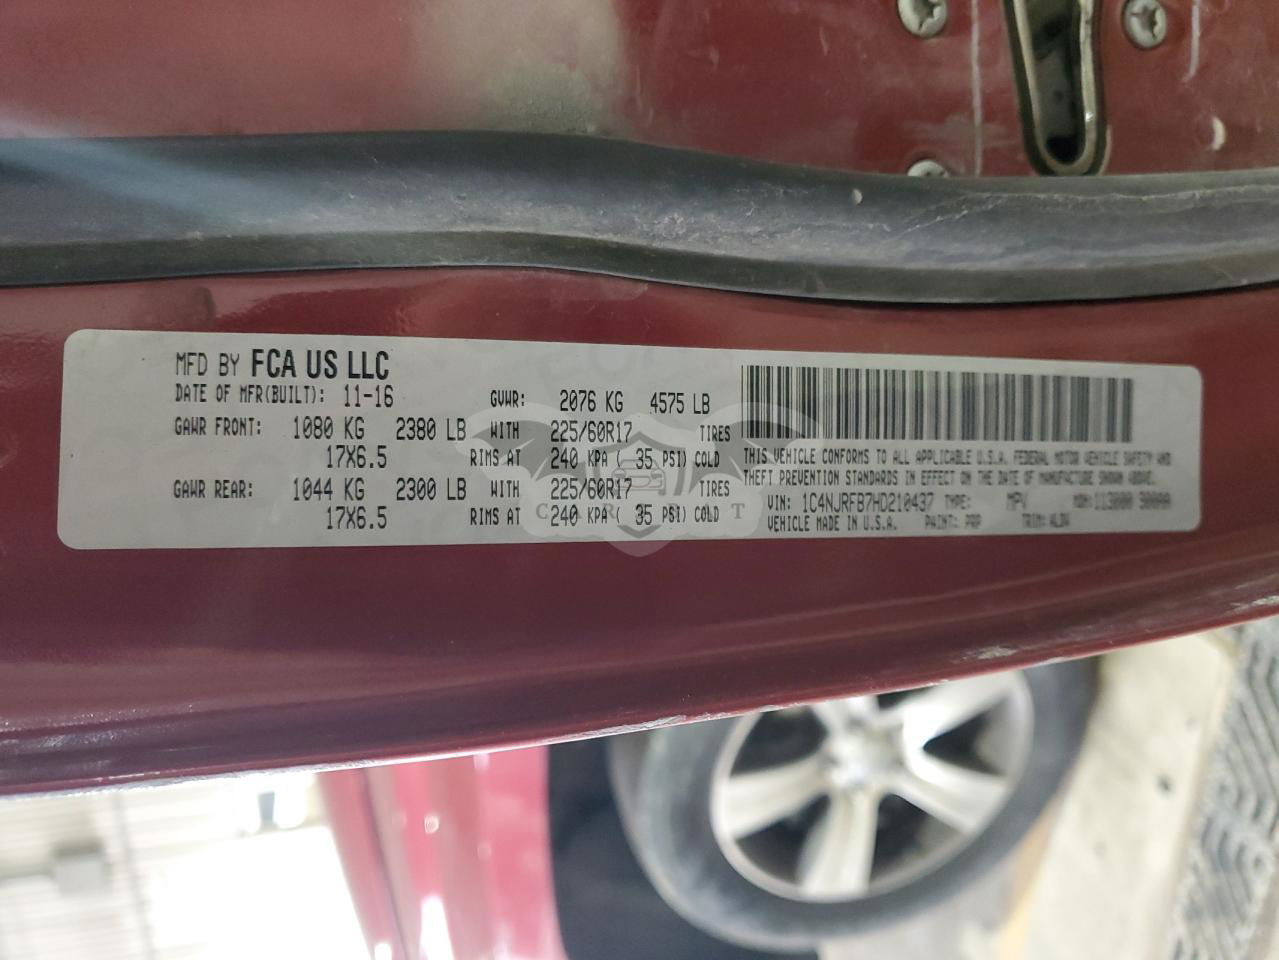 MFD BY FCA US LLC
DATE OF MFR(BUILT): 11-16 GVWR: 2076 KG 4575 LB
GAWR FRONT: 1080 KG 2380 LB WITH 225/60R17 TIRES
17X6.5 RIMS AT 240 KPA ( 35 PSI) COLD
GAWR REAR: 1044 KG 2300 LB WITH 225/60R17 TIRES
17X6.5 RIMS AT 240 KPA ( 35 PSI) COLD
THIS VEHICLE CONFORMS TO ALL APPLICABLE U.S.A. FEDERAL MOTOR VEHICLE SAFETY AND
THEFT PREVENTION STANDARDS IN EFFECT ON THE DATE OF MANUFACTURE SHOWN ABOVE.
VIN: 1C4NJRFB7HD210437 TYPE: MPV MDH:
VEHICLE MADE IN U.S.A. PAINT: PRP TRIM: